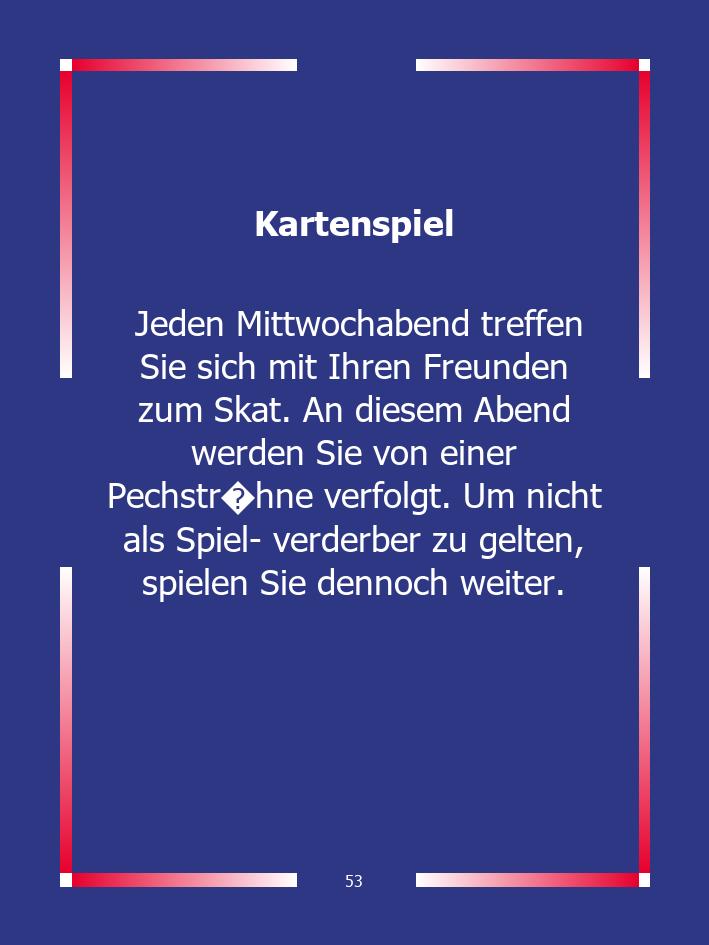 Kartenspiel
Jeden Mittwochabend treffen
Sie sich mit Ihren Freunden
zum Skat. An diesem Abend
werden Sie von einer
Pechstr�hne verfolgt. Um nicht
als Spiel- verderber zu gelten,
spielen Sie dennoch weiter.
53